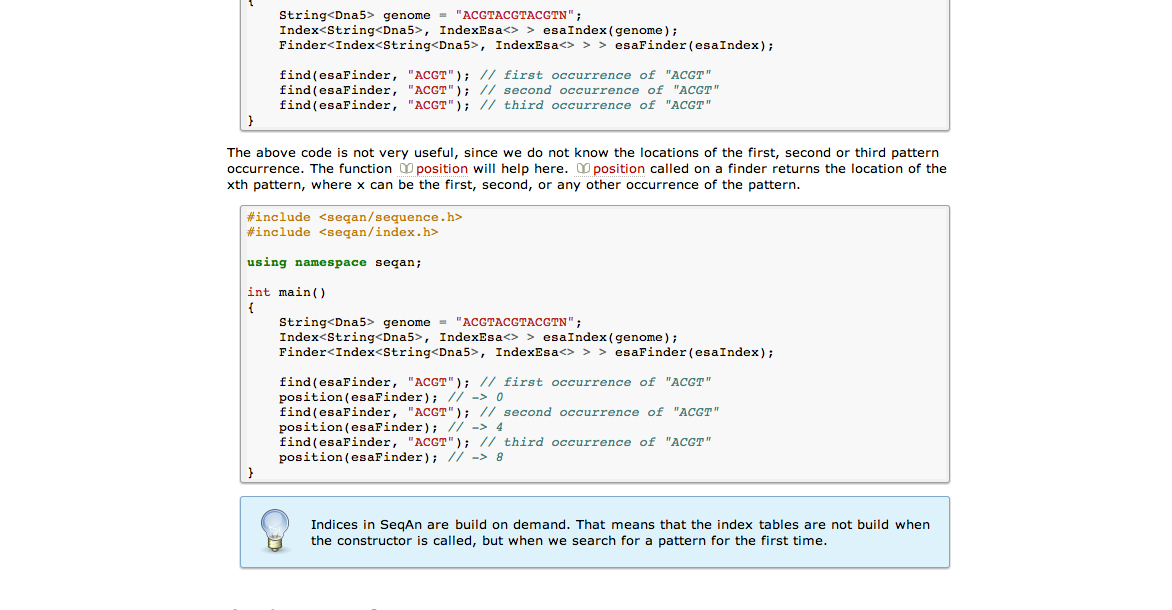 {
String<Dna5> genome = "ACGTACGTACGTN";
Index<String<Dna5>, IndexEsa<> > esaIndex(genome);
Finder<Index<String<Dna5>, IndexEsa<> > > esaFinder(esaIndex);
find(esaFinder, "ACGT"); // first occurrence of "ACGT"
find(esaFinder, "ACGT"); // second occurrence of "ACGT"
find(esaFinder, "ACGT"); // third occurrence of "ACGT"
}
The above code is not very useful, since we do not know the locations of the first, second or third pattern
occurrence. The function position will help here. position called on a finder returns the location of the
xth pattern, where x can be the first, second, or any other occurrence of the pattern.
#include <seqan/sequence.h>
#include <seqan/index.h>
using namespace seqan;
int main()
{
String<Dna5> genome = "ACGTACGTACGTN";
Index<String<Dna5>, IndexEsa<> > esaIndex(genome);
Finder<Index<String<Dna5>, IndexEsa<> > > esaFinder(esaIndex);
find(esaFinder, "ACGT"); // first occurrence of "ACGT"
position(esaFinder); // -> 0
find(esaFinder, "ACGT"); // second occurrence of "ACGT"
position(esaFinder); // -> 4
find(esaFinder, "ACGT"); // third occurrence of "ACGT"
position(esaFinder); // -> 8
}
Indices in SeqAn are build on demand. That means that the index tables are not build when
the constructor is called, but when we search for a pattern for the first time.